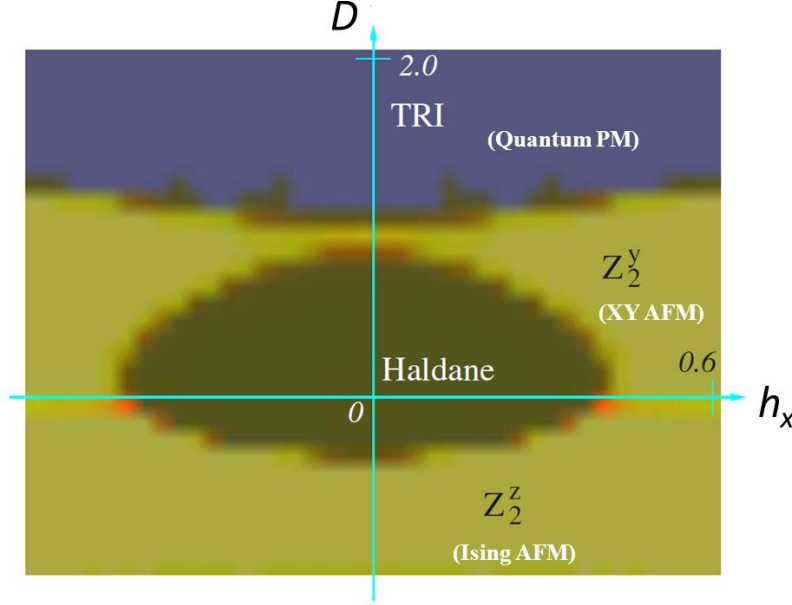 D
2.0
TRI
(Quantum PM)
Z₂ʸ
(XY AFM)
Haldane
0.6
0
hₓ
Z₂ᶻ
(Ising AFM)